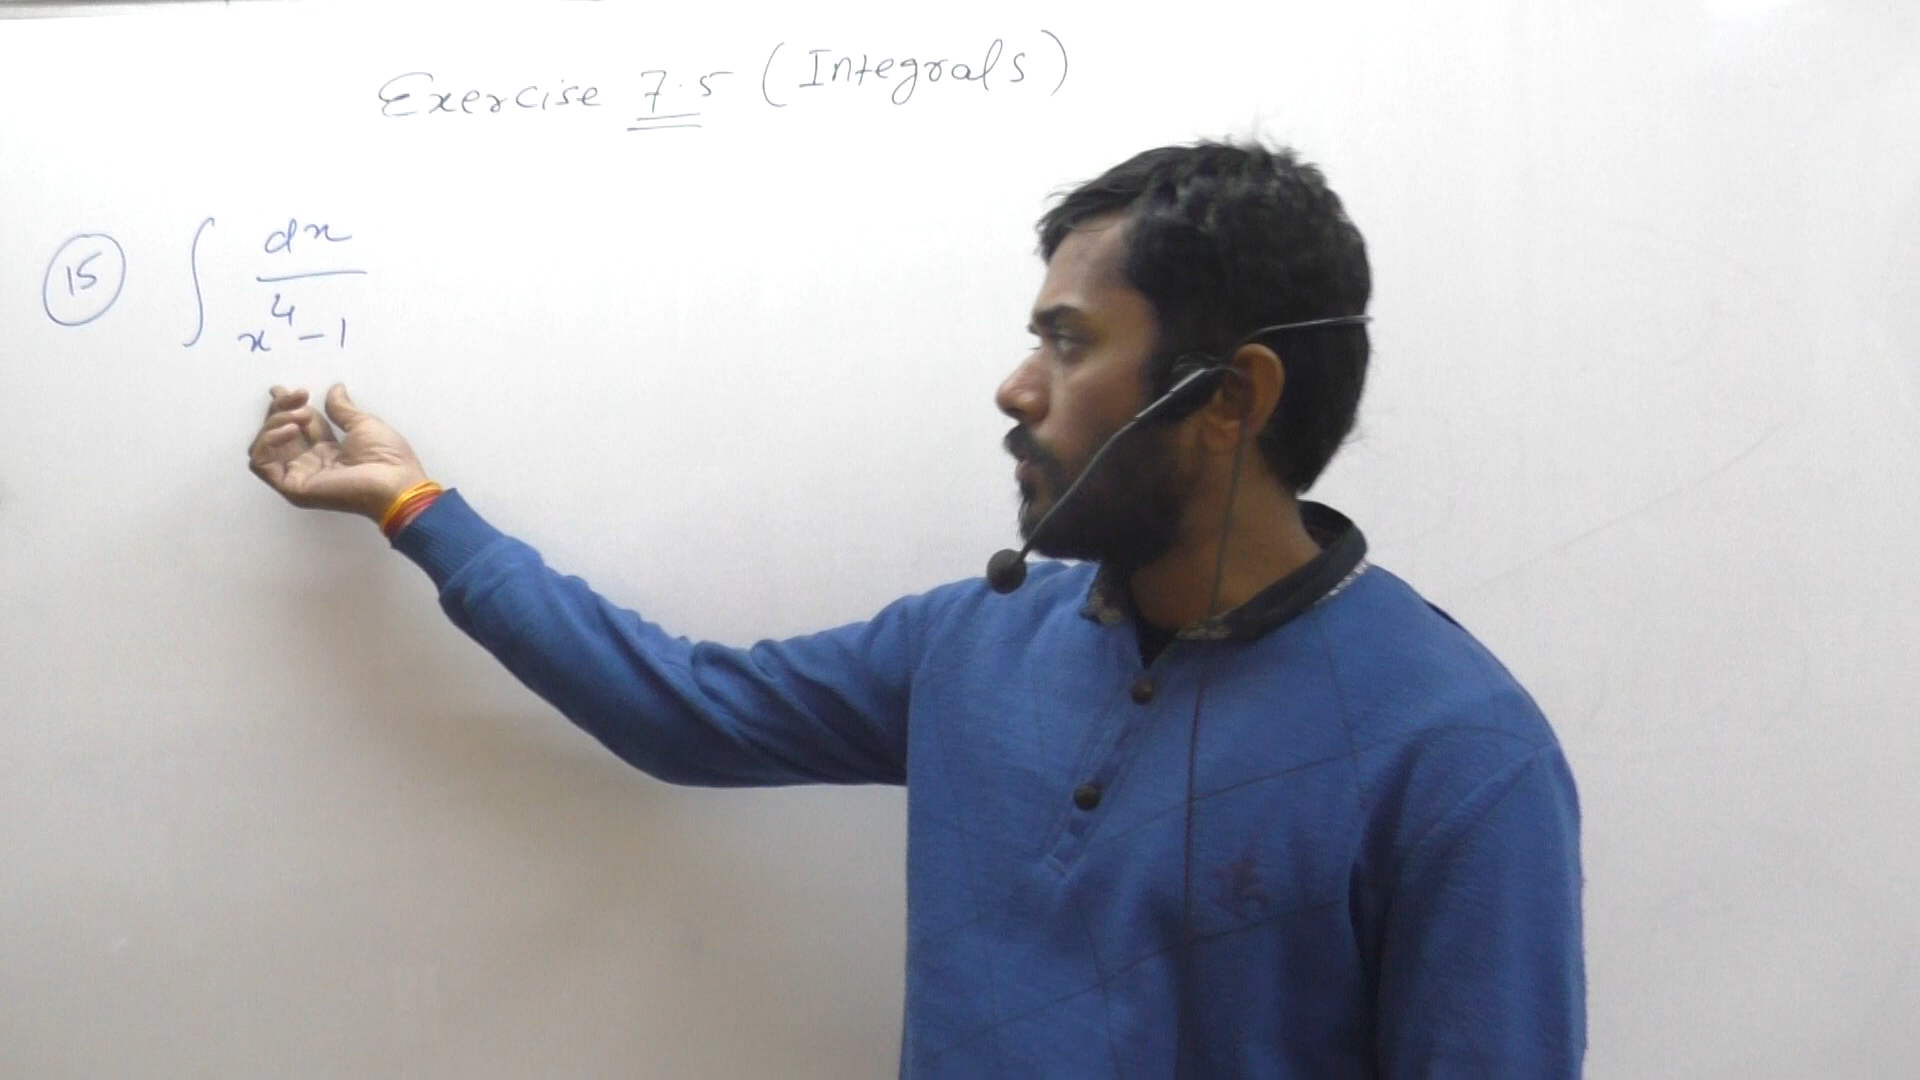 Exercise 7.5 (Integrals)
15 ∫ dx / x⁴-1